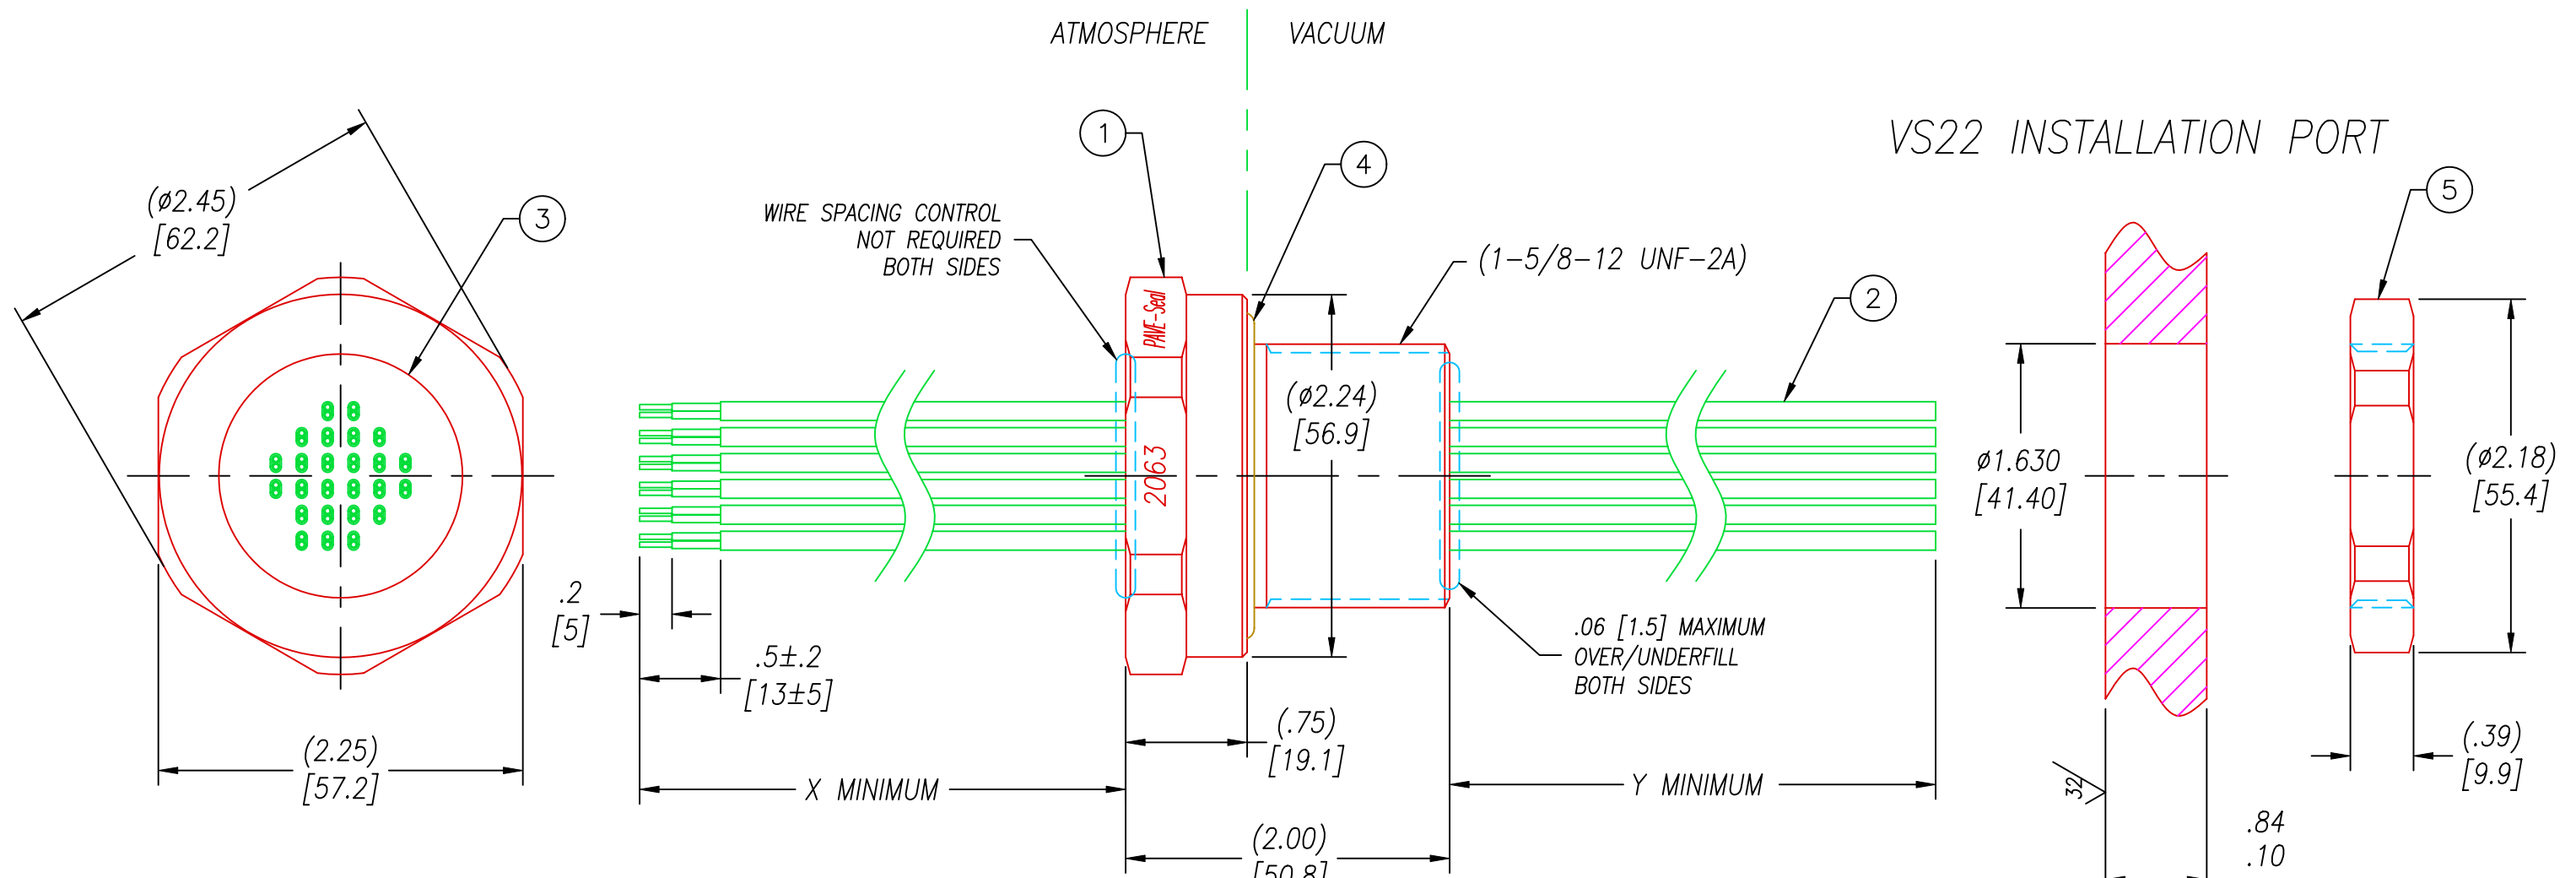 ATMOSPHERE
VACUUM
VS22 INSTALLATION PORT
1
4
5
3
2
(ø2.45)
[62.2]
WIRE SPACING CONTROL
NOT REQUIRED
BOTH SIDES
(1-5/8-12 UNF-2A)
PAVE-Seal
2063
(ø2.24)
[56.9]
ø1.630
[41.40]
(ø2.18)
[55.4]
.2
[5]
.5±.2
[13±5]
.06 [1.5] MAXIMUM
OVER/UNDERFILL
BOTH SIDES
(2.25)
[57.2]
X MINIMUM
(.75)
[19.1]
Y MINIMUM
32
(.39)
[9.9]
(2.00)
[50.8]
.84
.10